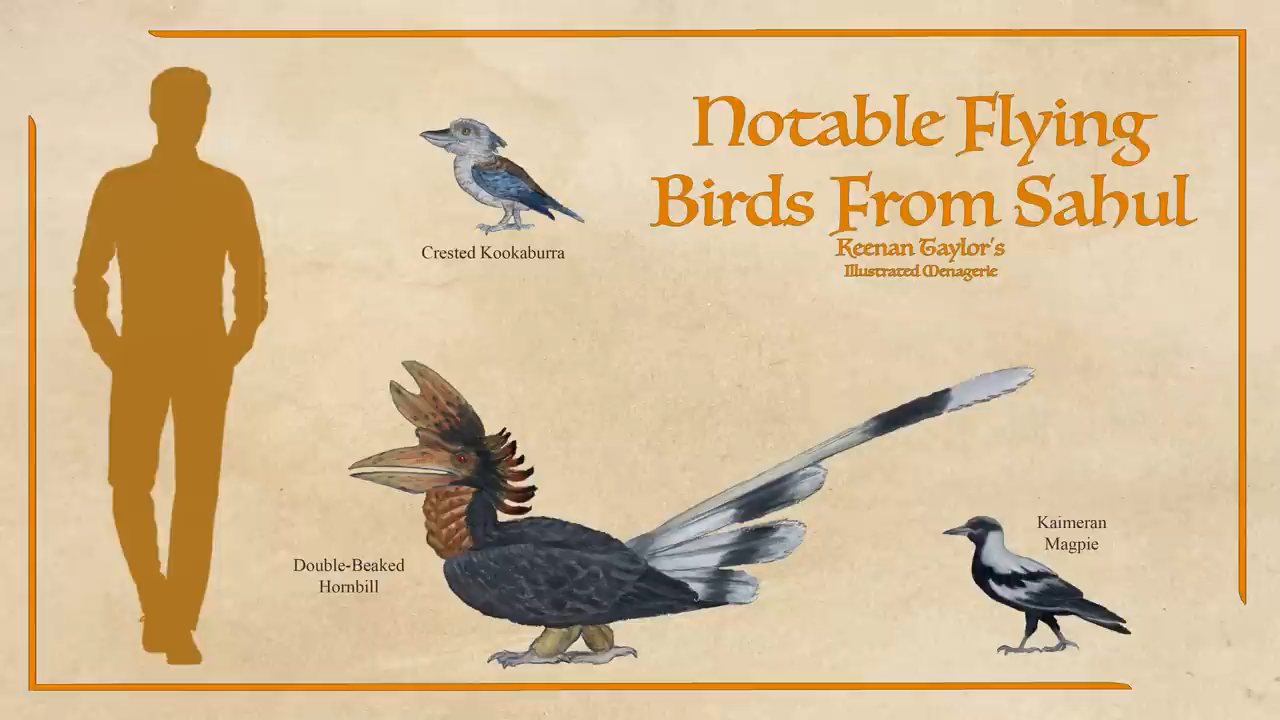 Notable Flying
Birds From Sahul
Keenan Taylor's
Illustrated Menagerie
Crested Kookaburra
Double-Beaked
Hornbill
Kaimeran
Magpie